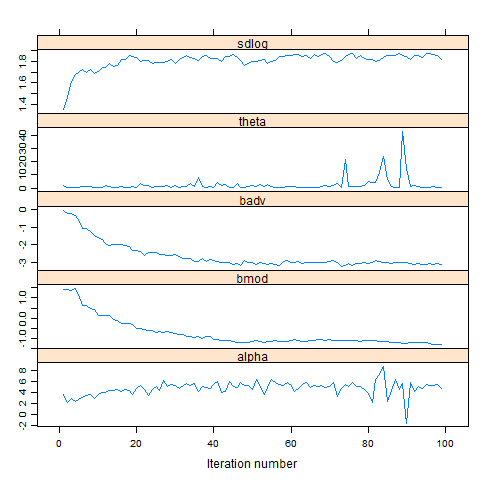 sdlog
1.4 1.6 1.8
theta
0 10 20 30 40
badv
-3 -2 -1 0
bmod
-1.0 0.0 1.0
alpha
-2 0 2 4 6 8
0 20 40 60 80 100
Iteration number